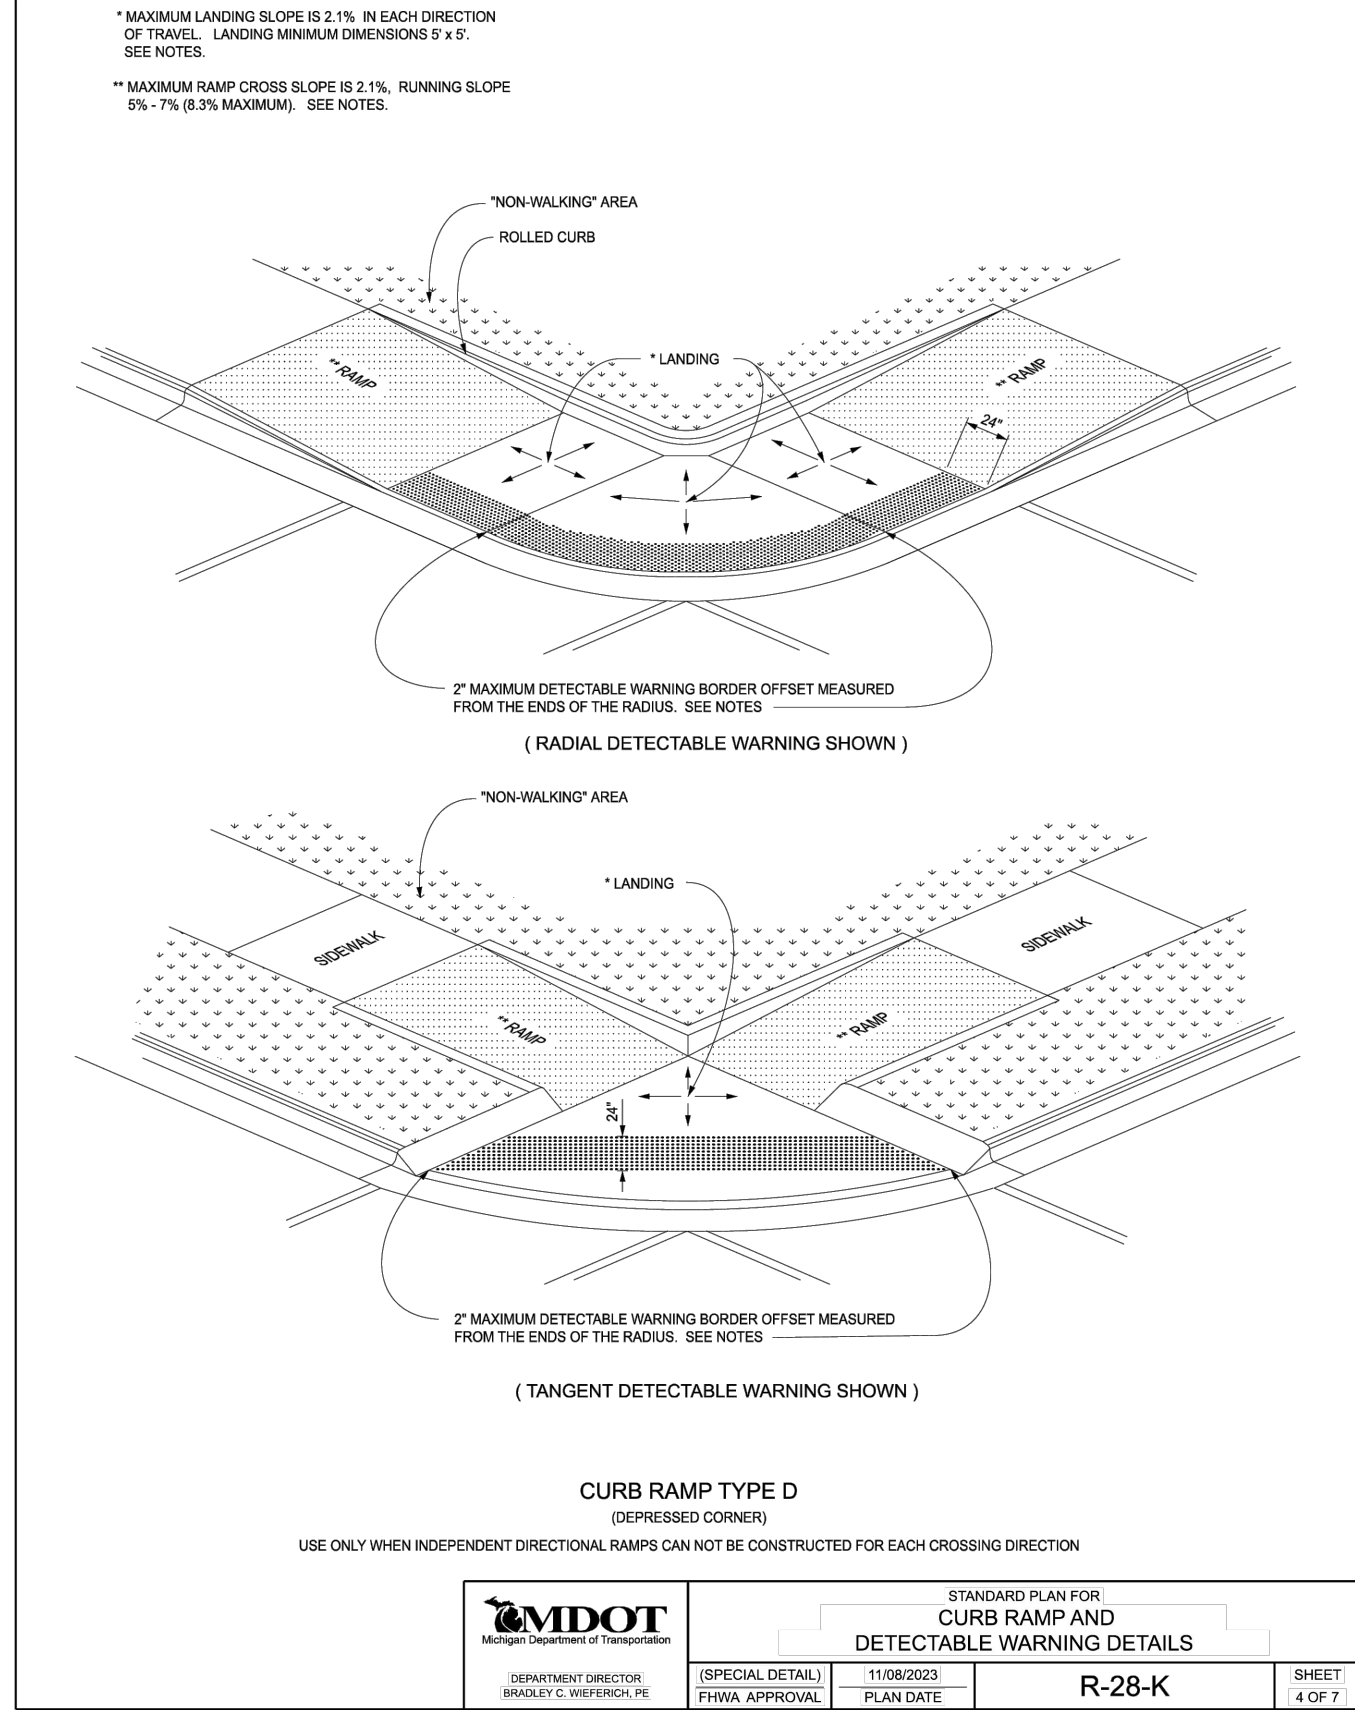 * MAXIMUM LANDING SLOPE IS 2.1% IN EACH DIRECTION
OF TRAVEL. LANDING MINIMUM DIMENSIONS 5' x 5'.
SEE NOTES.
** MAXIMUM RAMP CROSS SLOPE IS 2.1%, RUNNING SLOPE
5% - 7% (8.3% MAXIMUM). SEE NOTES.
"NON-WALKING" AREA
ROLLED CURB
* LANDING
** RAMP
** RAMP
24"
2" MAXIMUM DETECTABLE WARNING BORDER OFFSET MEASURED
FROM THE ENDS OF THE RADIUS. SEE NOTES
( RADIAL DETECTABLE WARNING SHOWN )
"NON-WALKING" AREA
* LANDING
SIDEWALK
SIDEWALK
** RAMP
** RAMP
24"
2" MAXIMUM DETECTABLE WARNING BORDER OFFSET MEASURED
FROM THE ENDS OF THE RADIUS. SEE NOTES
( TANGENT DETECTABLE WARNING SHOWN )
CURB RAMP TYPE D
(DEPRESSED CORNER)
USE ONLY WHEN INDEPENDENT DIRECTIONAL RAMPS CAN NOT BE CONSTRUCTED FOR EACH CROSSING DIRECTION
MDOT
Michigan Department of Transportation
DEPARTMENT DIRECTOR
BRADLEY C. WIEFERICH, PE
STANDARD PLAN FOR
CURB RAMP AND
DETECTABLE WARNING DETAILS
(SPECIAL DETAIL)
FHWA APPROVAL
11/08/2023
PLAN DATE
R-28-K
SHEET
4 OF 7